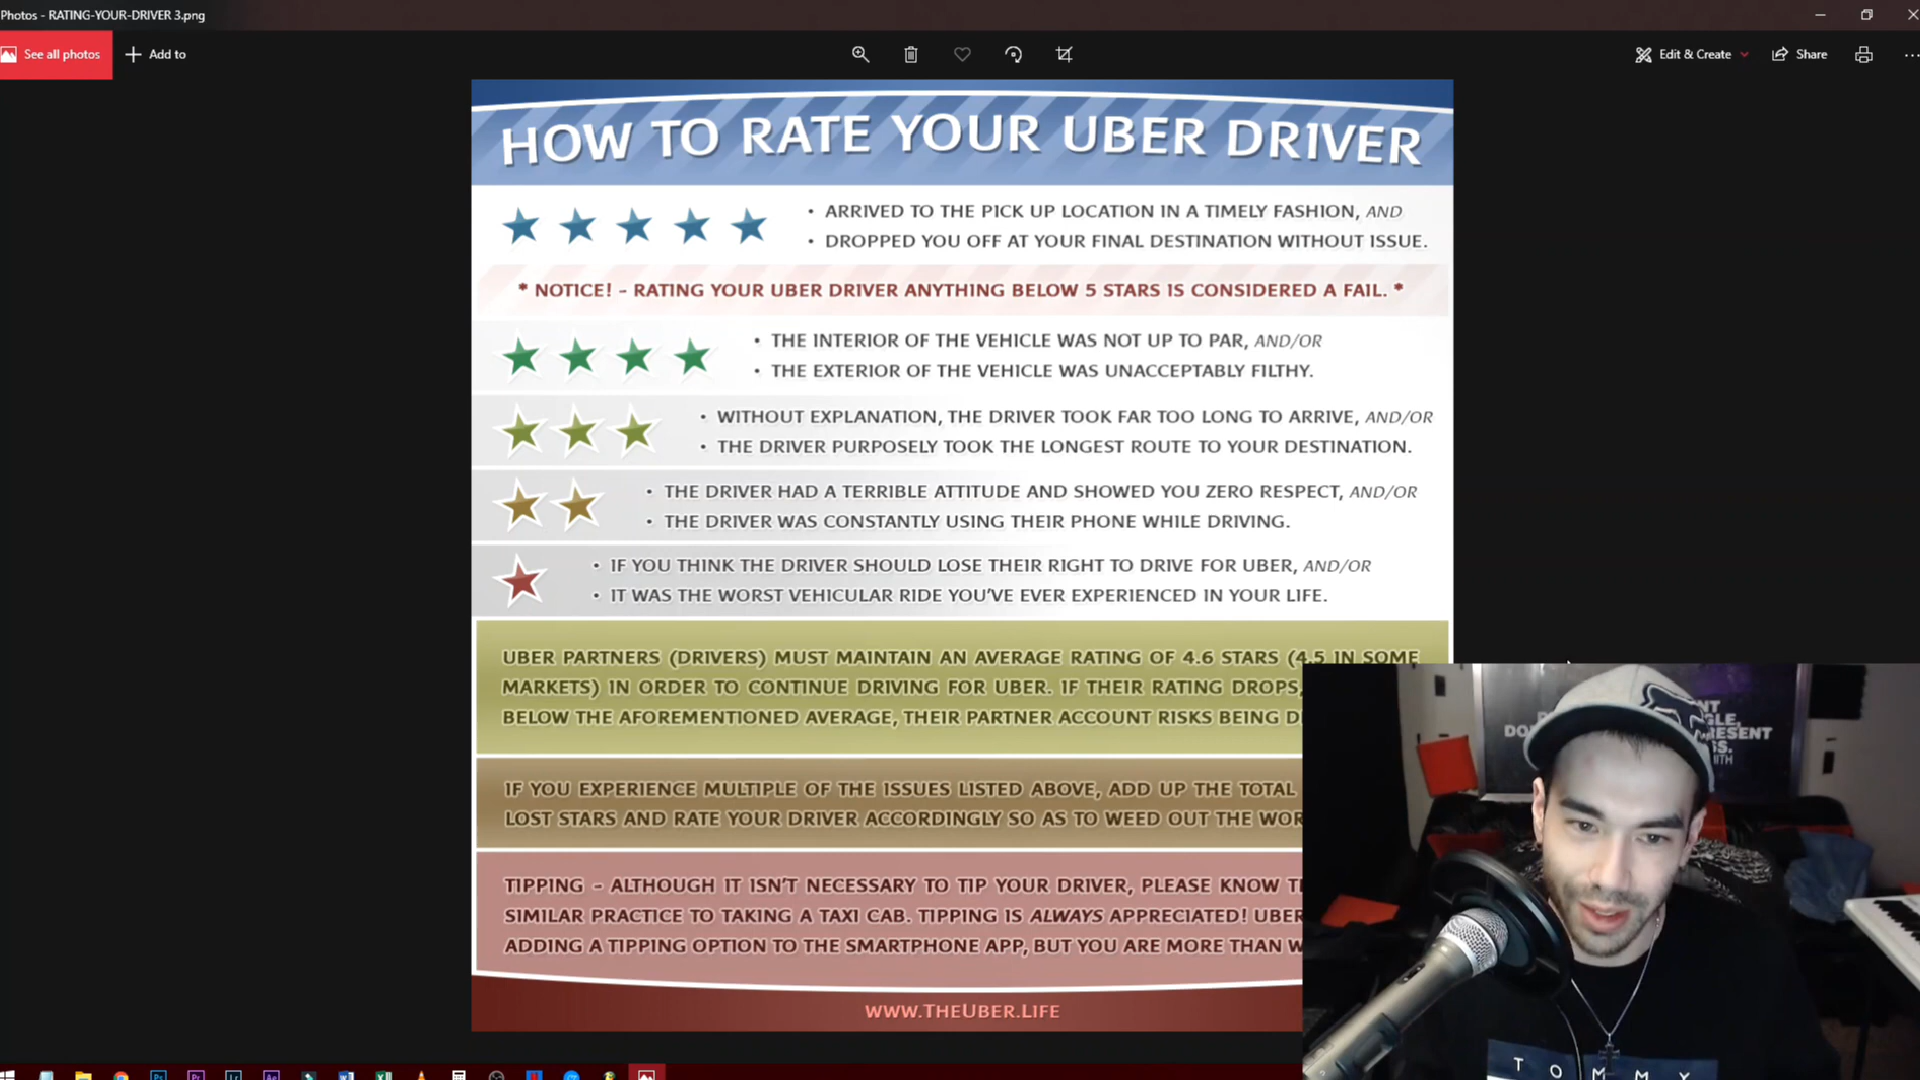 Photos - RATING-YOUR-DRIVER 3.png
See all photos
Add to
Edit & Create
Share
HOW TO RATE YOUR UBER DRIVER
• ARRIVED TO THE PICK UP LOCATION IN A TIMELY FASHION, AND
• DROPPED YOU OFF AT YOUR FINAL DESTINATION WITHOUT ISSUE.
* NOTICE! - RATING YOUR UBER DRIVER ANYTHING BELOW 5 STARS IS CONSIDERED A FAIL. *
• THE INTERIOR OF THE VEHICLE WAS NOT UP TO PAR, AND/OR
• THE EXTERIOR OF THE VEHICLE WAS UNACCEPTABLY FILTHY.
• WITHOUT EXPLANATION, THE DRIVER TOOK FAR TOO LONG TO ARRIVE, AND/OR
• THE DRIVER PURPOSELY TOOK THE LONGEST ROUTE TO YOUR DESTINATION.
• THE DRIVER HAD A TERRIBLE ATTITUDE AND SHOWED YOU ZERO RESPECT, AND/OR
• THE DRIVER WAS CONSTANTLY USING THEIR PHONE WHILE DRIVING.
• IF YOU THINK THE DRIVER SHOULD LOSE THEIR RIGHT TO DRIVE FOR UBER, AND/OR
• IT WAS THE WORST VEHICULAR RIDE YOU'VE EVER EXPERIENCED IN YOUR LIFE.
UBER PARTNERS (DRIVERS) MUST MAINTAIN AN AVERAGE RATING OF 4.6 STARS (4.5 IN SOME
MARKETS) IN ORDER TO CONTINUE DRIVING FOR UBER. IF THEIR RATING DROPS,
BELOW THE AFOREMENTIONED AVERAGE, THEIR PARTNER ACCOUNT RISKS BEING
IF YOU EXPERIENCE MULTIPLE OF THE ISSUES LISTED ABOVE, ADD UP THE TOTAL
LOST STARS AND RATE YOUR DRIVER ACCORDINGLY SO AS TO WEED OUT THE
TIPPING - ALTHOUGH IT ISN'T NECESSARY TO TIP YOUR DRIVER, PLEASE KNOW
SIMILAR PRACTICE TO TAKING A TAXI CAB. TIPPING IS ALWAYS APPRECIATED! UBER
ADDING A TIPPING OPTION TO THE SMARTPHONE APP, BUT YOU ARE MORE THAN
WWW.THEUBER.LIFE
TOMMY